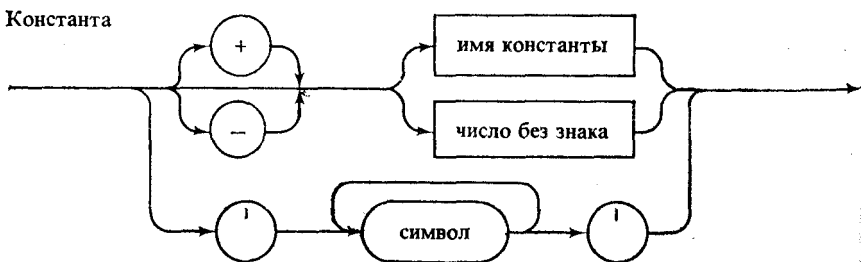 Константа
+
имя константы
−
число без знака
'
символ
'